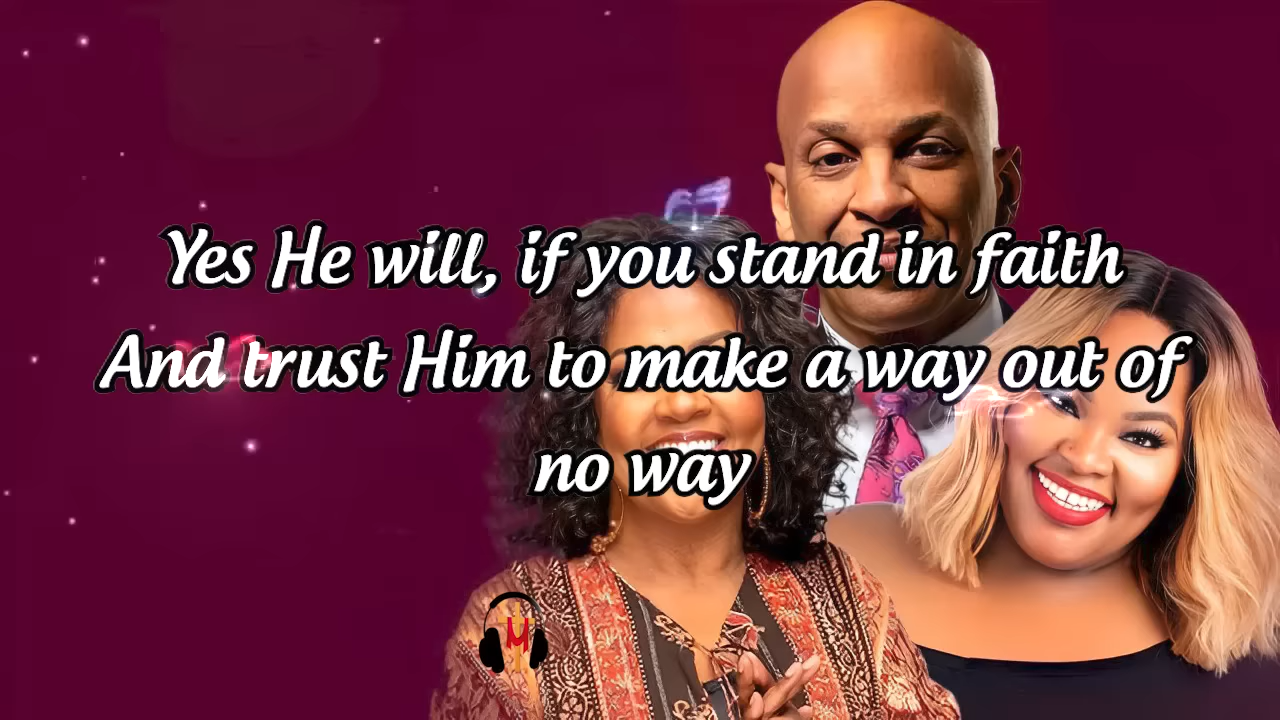 Yes He will, if you stand in faith
And trust Him to make a way out of
no way
M